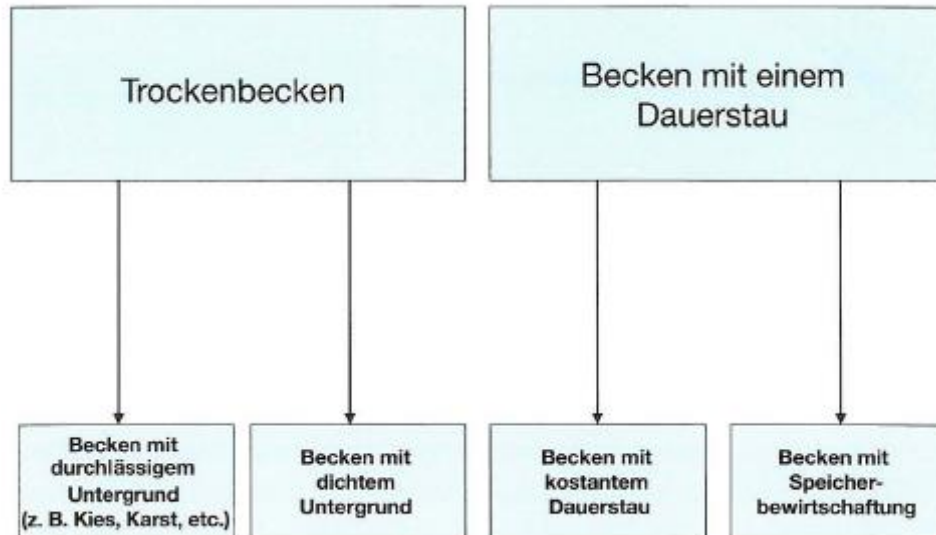 Trockenbecken
Becken mit einem
Dauerstau
Becken mit
durchlässigem
Untergrund
(z. B. Kies, Karst, etc.)
Becken mit
dichtem
Untergrund
Becken mit
kostantem
Dauerstau
Becken mit
Speicher-
bewirtschaftung